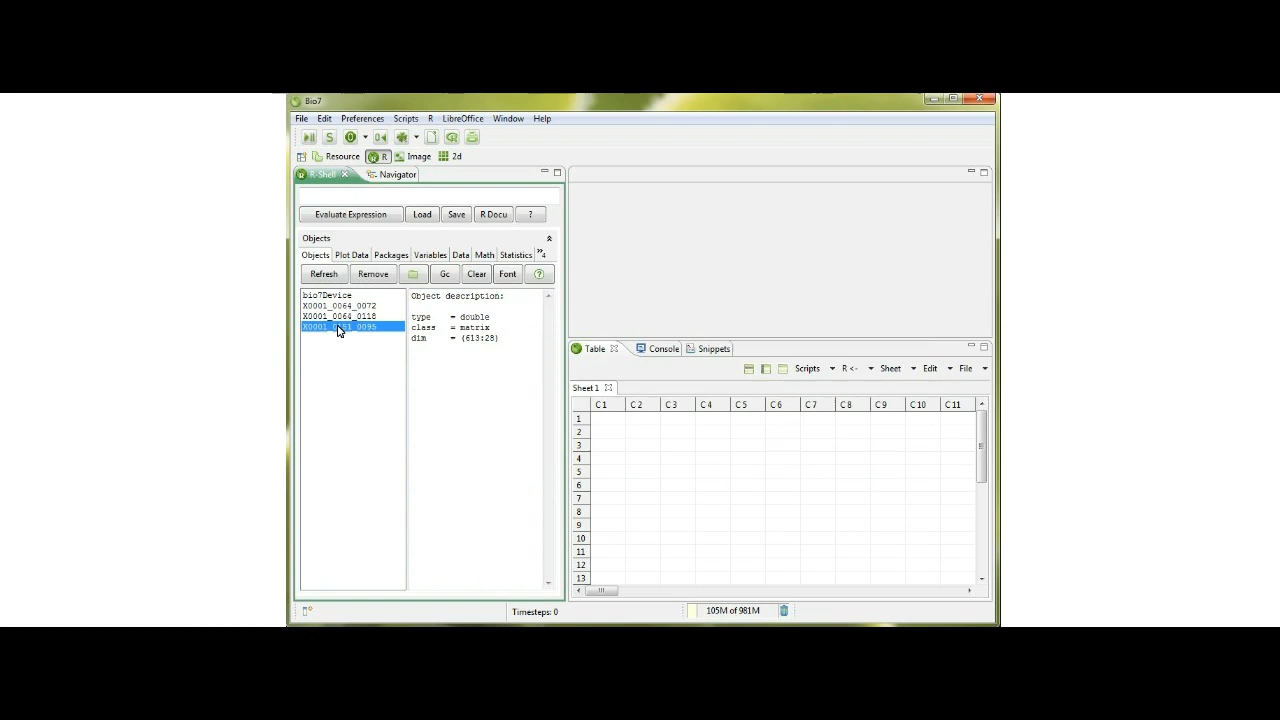 Bio7
File Edit Preferences Scripts R LibreOffice Window Help
Resource R Image 2d
R-Shell Navigator
Evaluate Expression Load Save R Docu ?
Objects
Objects Plot Data Packages Variables Data Math Statistics »4
Refresh Remove Gc Clear Font ?
bio7Device
X0001_0064_0072
X0001_0064_0118
Object description:
type = double
class = matrix
dim = (613:28)
Table Console Snippets
Scripts R <- Sheet Edit File
Sheet 1
C1 C2 C3 C4 C5 C6 C7 C8 C9 C10 C11
1
2
3
4
5
6
7
8
9
10
11
12
13
Timesteps: 0
105M of 981M